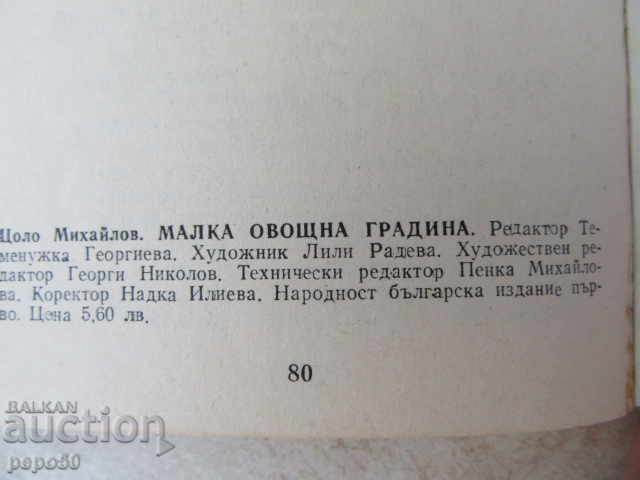 Цоло Михайлов. МАЛКА ОВОЩНА ГРАДИНА. Редактор Те-
менужка Георгиева. Художник Лили Радева. Художествен ре-
дактор Георги Николов. Технически редактор Пенка Михайло-
ва. Коректор Надка Илиева. Народност българска издание пър-
во. Цена 5,60 лв.
80
BALKAN
auction
papo50